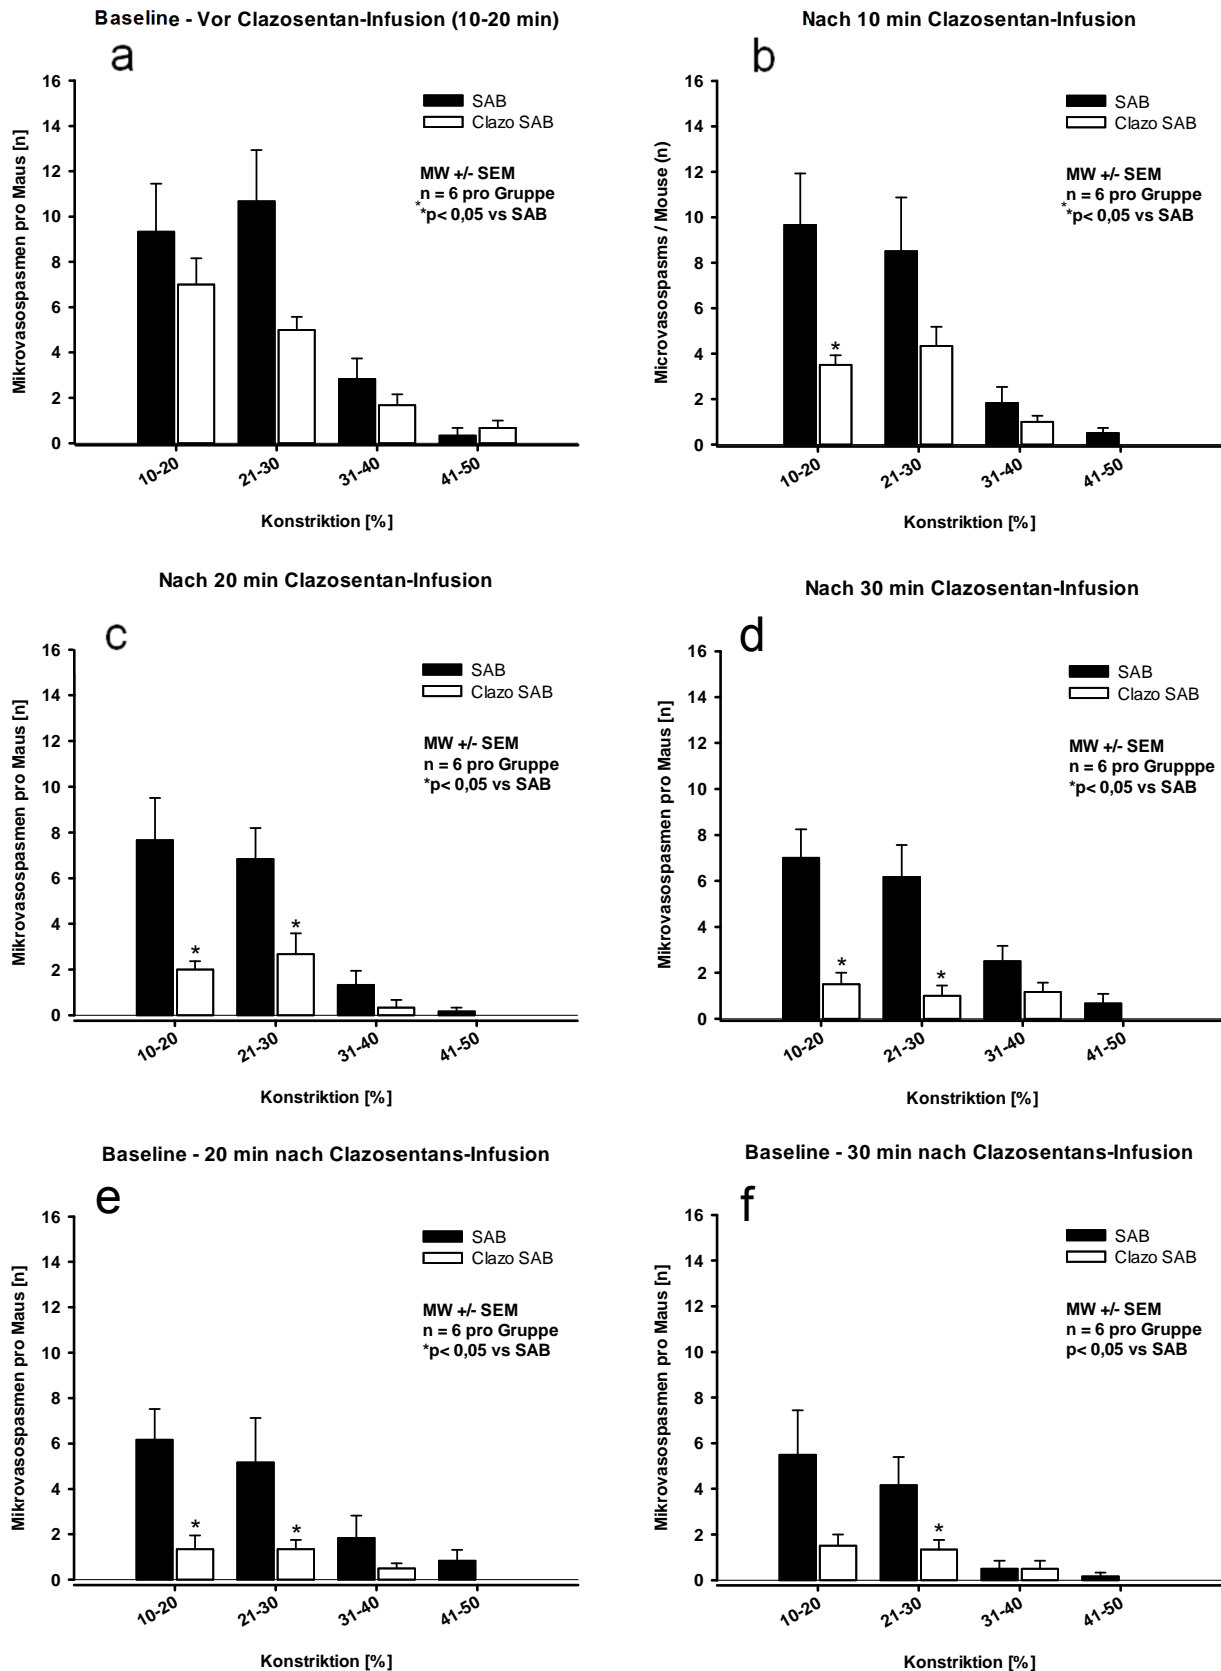 Baseline - Vor Clazosentan-Infusion (10-20 min)
a
Mikrovasospasmen pro Maus [n]
16
14
12
10
8
6
4
2
0
SAB
Clazo SAB
MW +/- SEM
n = 6 pro Gruppe
**p< 0,05 vs SAB
10-20
21-30
31-40
41-50
Konstriktion [%]
Nach 10 min Clazosentan-Infusion
b
Microvasospasms / Mouse (n)
16
14
12
10
8
6
4
2
0
SAB
Clazo SAB
MW +/- SEM
n = 6 pro Gruppe
**p< 0,05 vs SAB
*
10-20
21-30
31-40
41-50
Konstriktion [%]
Nach 20 min Clazosentan-Infusion
c
Mikrovasospasmen pro Maus [n]
16
14
12
10
8
6
4
2
0
SAB
Clazo SAB
MW +/- SEM
n = 6 pro Gruppe
*p< 0,05 vs SAB
*
*
10-20
21-30
31-40
41-50
Konstriktion [%]
Nach 30 min Clazosentan-Infusion
d
Mikrovasospasmen pro Maus [n]
16
14
12
10
8
6
4
2
0
SAB
Clazo SAB
MW +/- SEM
n = 6 pro Grupppe
*p< 0,05 vs SAB
*
*
10-20
21-30
31-40
41-50
Konstriktion [%]
Baseline - 20 min nach Clazosentans-Infusion
e
Mikrovasospasmen pro Maus [n]
16
14
12
10
8
6
4
2
0
SAB
Clazo SAB
MW +/- SEM
n = 6 pro Gruppe
*p< 0,05 vs SAB
*
*
10-20
21-30
31-40
41-50
Konstriktion [%]
Baseline - 30 min nach Clazosentans-Infusion
f
Mikrovasospasmen pro Maus [n]
16
14
12
10
8
6
4
2
0
SAB
Clazo SAB
MW +/- SEM
n = 6 pro Gruppe
p< 0,05 vs SAB
*
10-20
21-30
31-40
41-50
Konstriktion [%]